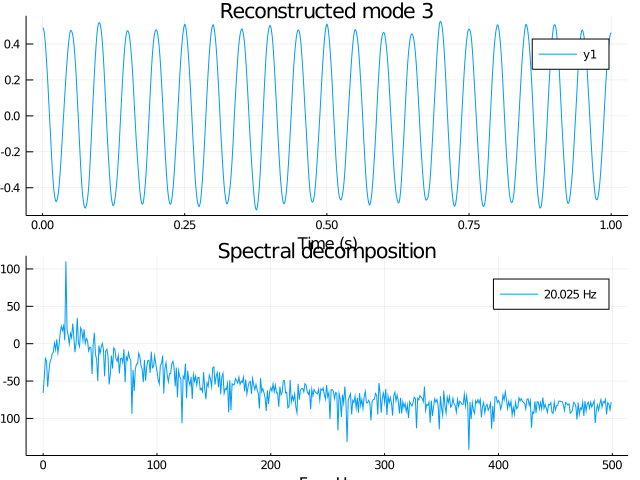 Reconstructed mode 3
y1
0.4
0.2
0.0
-0.2
-0.4
0.00 0.25 0.50 0.75 1.00
Time (s)
Spectral decomposition
20.025 Hz
100
50
0
-50
100
0 100 200 300 400 500